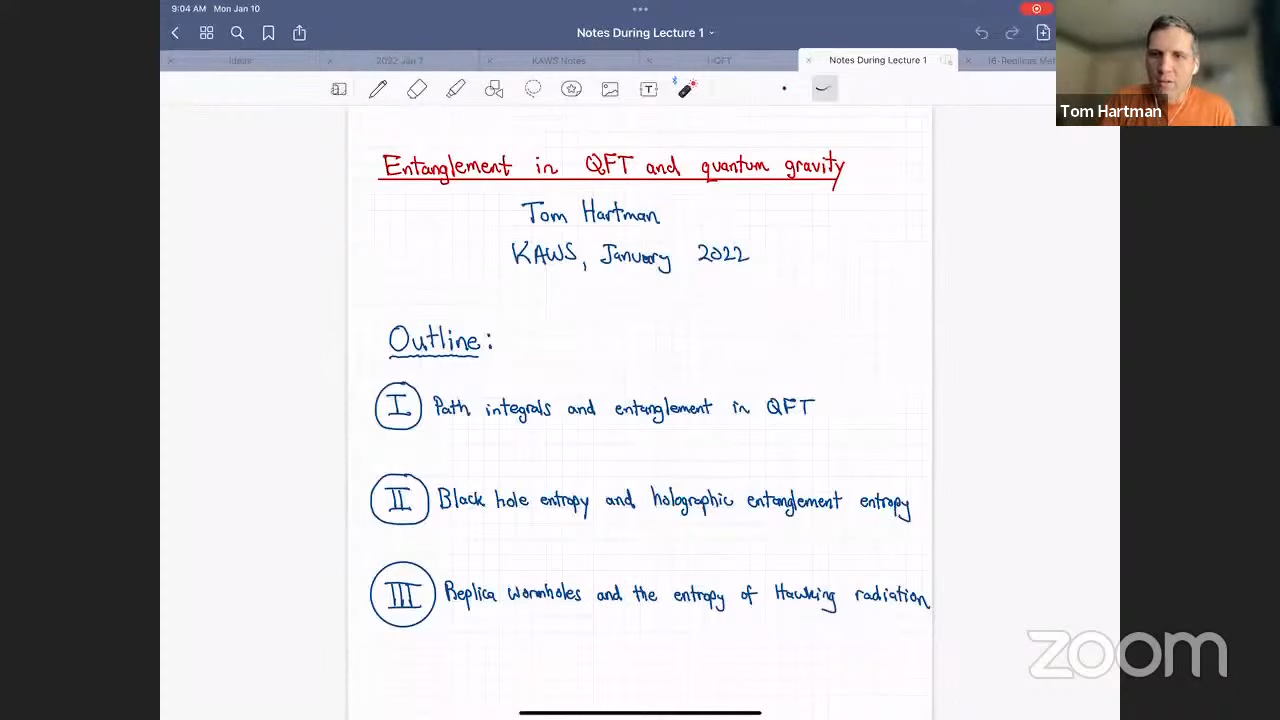 9:04 AM Mon Jan 10
Notes During Lecture 1
Ideas
2022 Jan 7
KAWS Notes
QFT
Notes During Lecture 1
16-Replicas
T
Tom Hartman
Entanglement in QFT and quantum gravity
Tom Hartman
KAWS, January 2022
Outline:
I Path integrals and entanglement in QFT
II Black hole entropy and holographic entanglement entropy
III Replica wormholes and the entropy of Hawking radiation
zoom